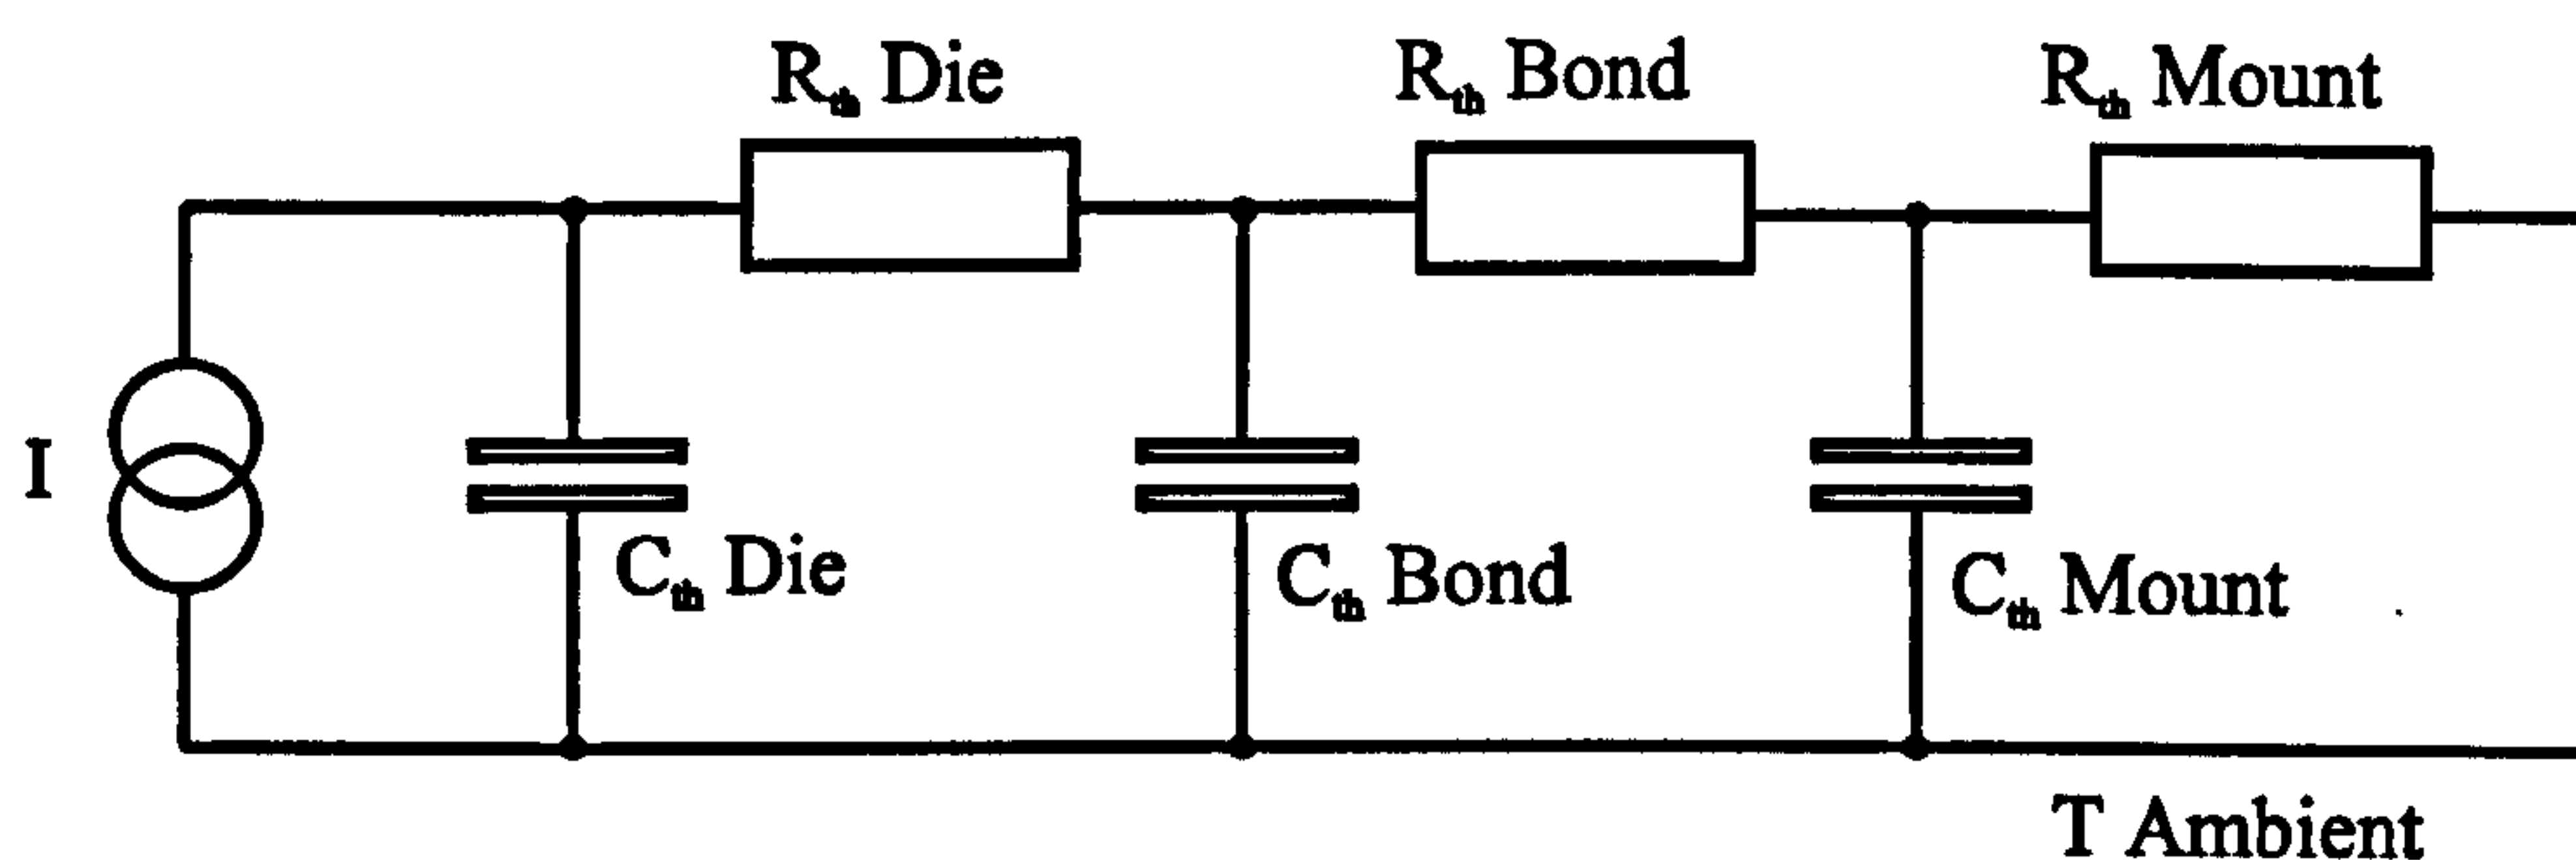 R_th Die
R_th Bond
R_th Mount
I
C_th Die
C_th Bond
C_th Mount
T Ambient